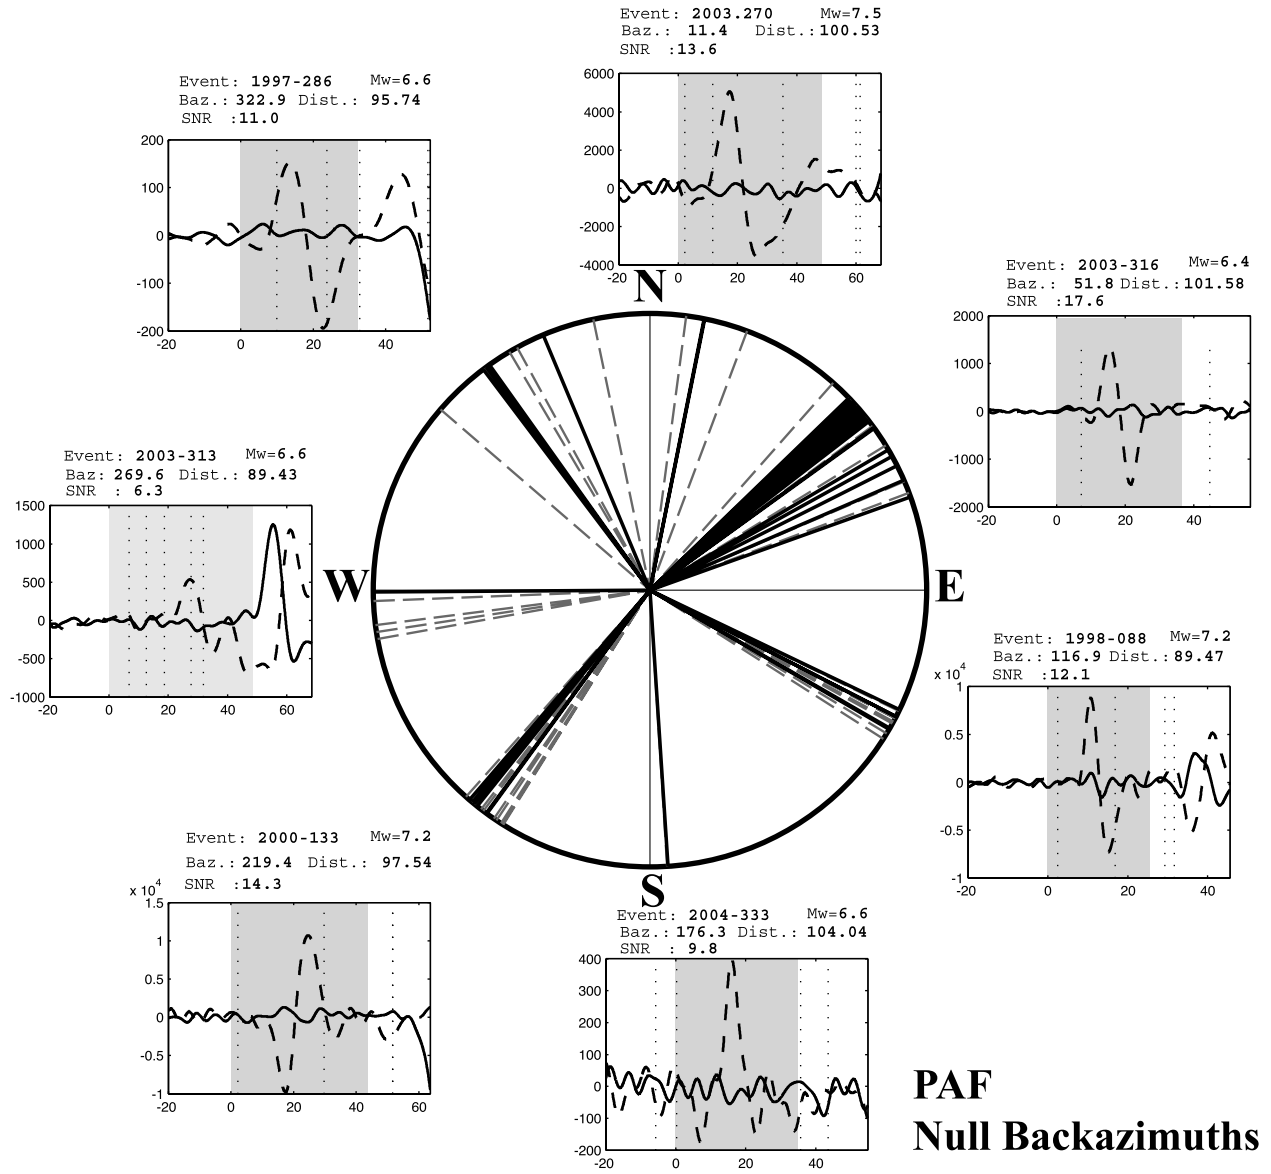 Event: 2003.270 Mw=7.5
Baz.: 11.4 Dist.:100.53
SNR :13.6
6000
4000
2000
0
-2000
-4000
-20 0 20 40 60
Event: 1997-286 Mw=6.6
Baz.: 322.9 Dist.: 95.74
SNR :11.0
200
100
0
-100
-200
-20 0 20 40
Event: 2003-316 Mw=6.4
Baz.: 51.8 Dist.:101.58
SNR :17.6
2000
1000
0
-1000
-2000
-20 0 20 40
N
Event: 2003-313 Mw=6.6
Baz: 269.6 Dist.: 89.43
SNR : 6.3
1500
1000
500
0
-500
-1000
-20 0 20 40 60
W
E
Event: 1998-088 Mw=7.2
Baz.: 116.9 Dist.:89.47
SNR :12.1
x 10^4
1
0.5
0
-0.5
-1
-20 0 20 40
S
Event: 2000-133 Mw=7.2
Baz.: 219.4 Dist.: 97.54
SNR :14.3
x 10^4
1.5
1
0.5
0
-0.5
-1
-20 0 20 40 60
Event: 2004-333 Mw=6.6
Baz.: 176.3 Dist.: 104.04
SNR : 9.8
400
300
200
100
0
-100
-200
-20 0 20 40
PAF
Null Backazimuths